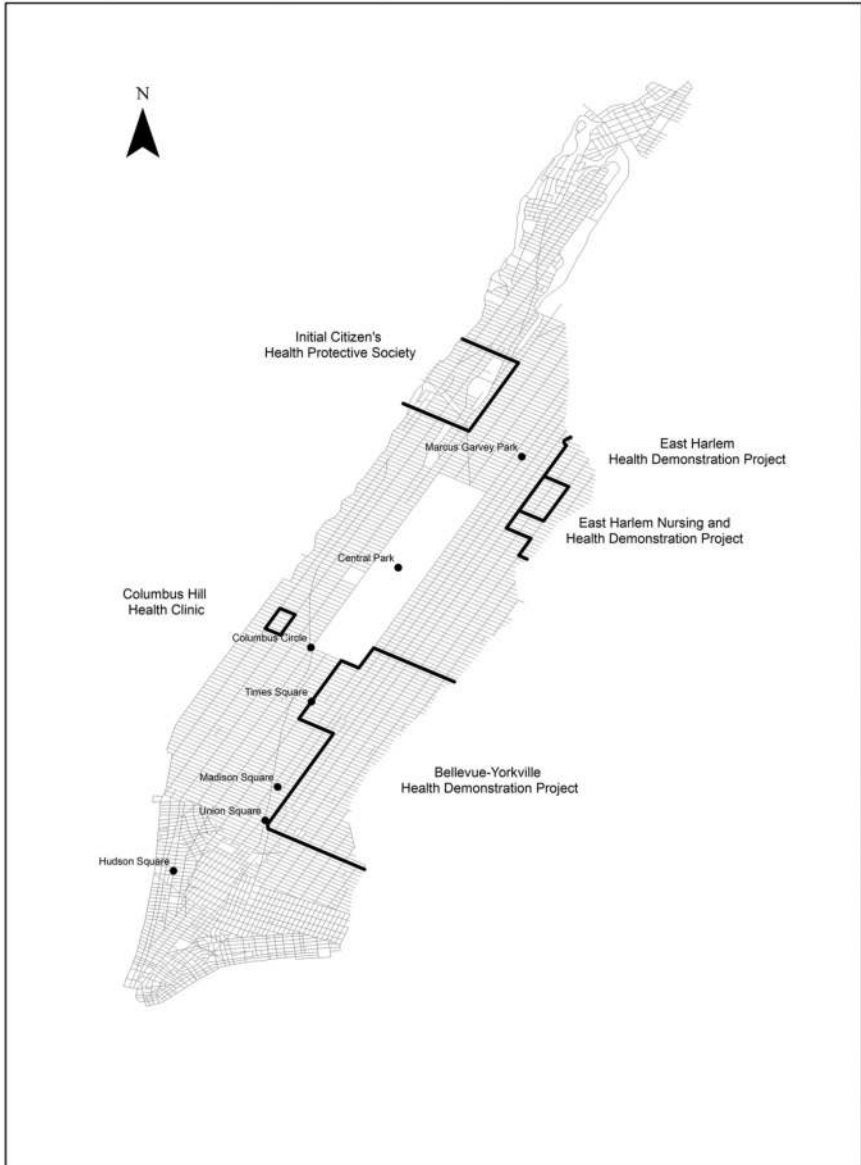 N
Initial Citizen's
Health Protective Society
Marcus Garvey Park
East Harlem
Health Demonstration Project
East Harlem Nursing and
Health Demonstration Project
Central Park
Columbus Hill
Health Clinic
Columbus Circle
Times Square
Madison Square
Bellevue-Yorkville
Health Demonstration Project
Union Square
Hudson Square